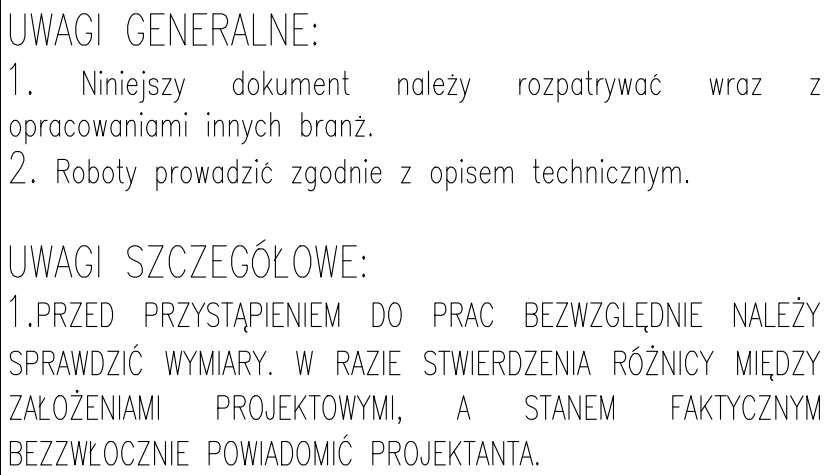 UWAGI GENERALNE:
1. Niniejszy dokument należy rozpatrywać wraz z
opracowaniami innych branż.
2. Roboty prowadzić zgodnie z opisem technicznym.
UWAGI SZCZEGÓŁOWE:
1.PRZED PRZYSTĄPIENIEM DO PRAC BEZWZGLĘDNIE NALEŻY
SPRAWDZIĆ WYMIARY. W RAZIE STWIERDZENIA RÓŻNICY MIĘDZY
ZAŁOŻENIAMI PROJEKTOWYMI, A STANEM FAKTYCZNYM
BEZZWŁOCZNIE POWIADOMIĆ PROJEKTANTA.